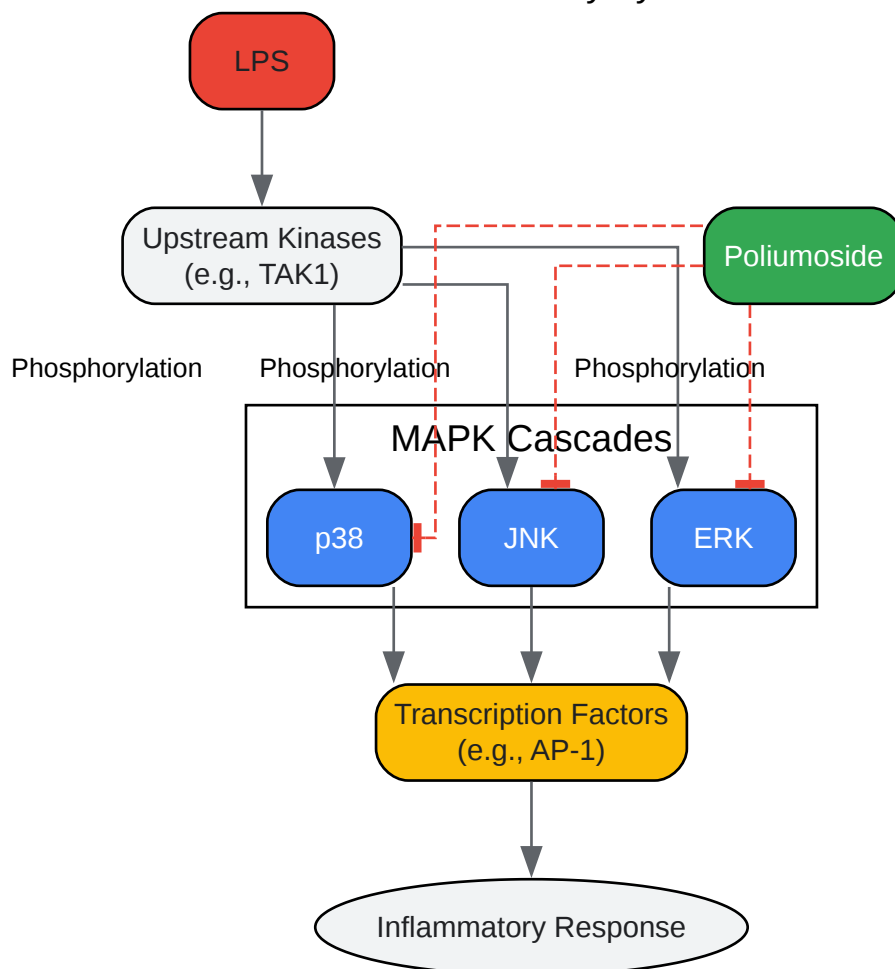 LPS
Upstream Kinases
(e.g., TAK1)
Poliumoside
Phosphorylation
Phosphorylation
Phosphorylation
MAPK Cascades
p38
JNK
ERK
Transcription Factors
(e.g., AP-1)
Inflammatory Response